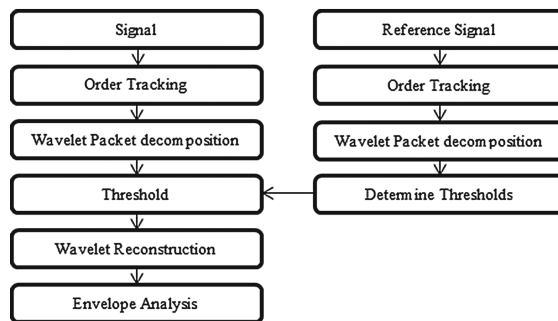 Signal
Order Tracking
Wavelet Packet decomposition
Threshold
Wavelet Reconstruction
Envelope Analysis
Reference Signal
Order Tracking
Wavelet Packet decomposition
Determine Thresholds